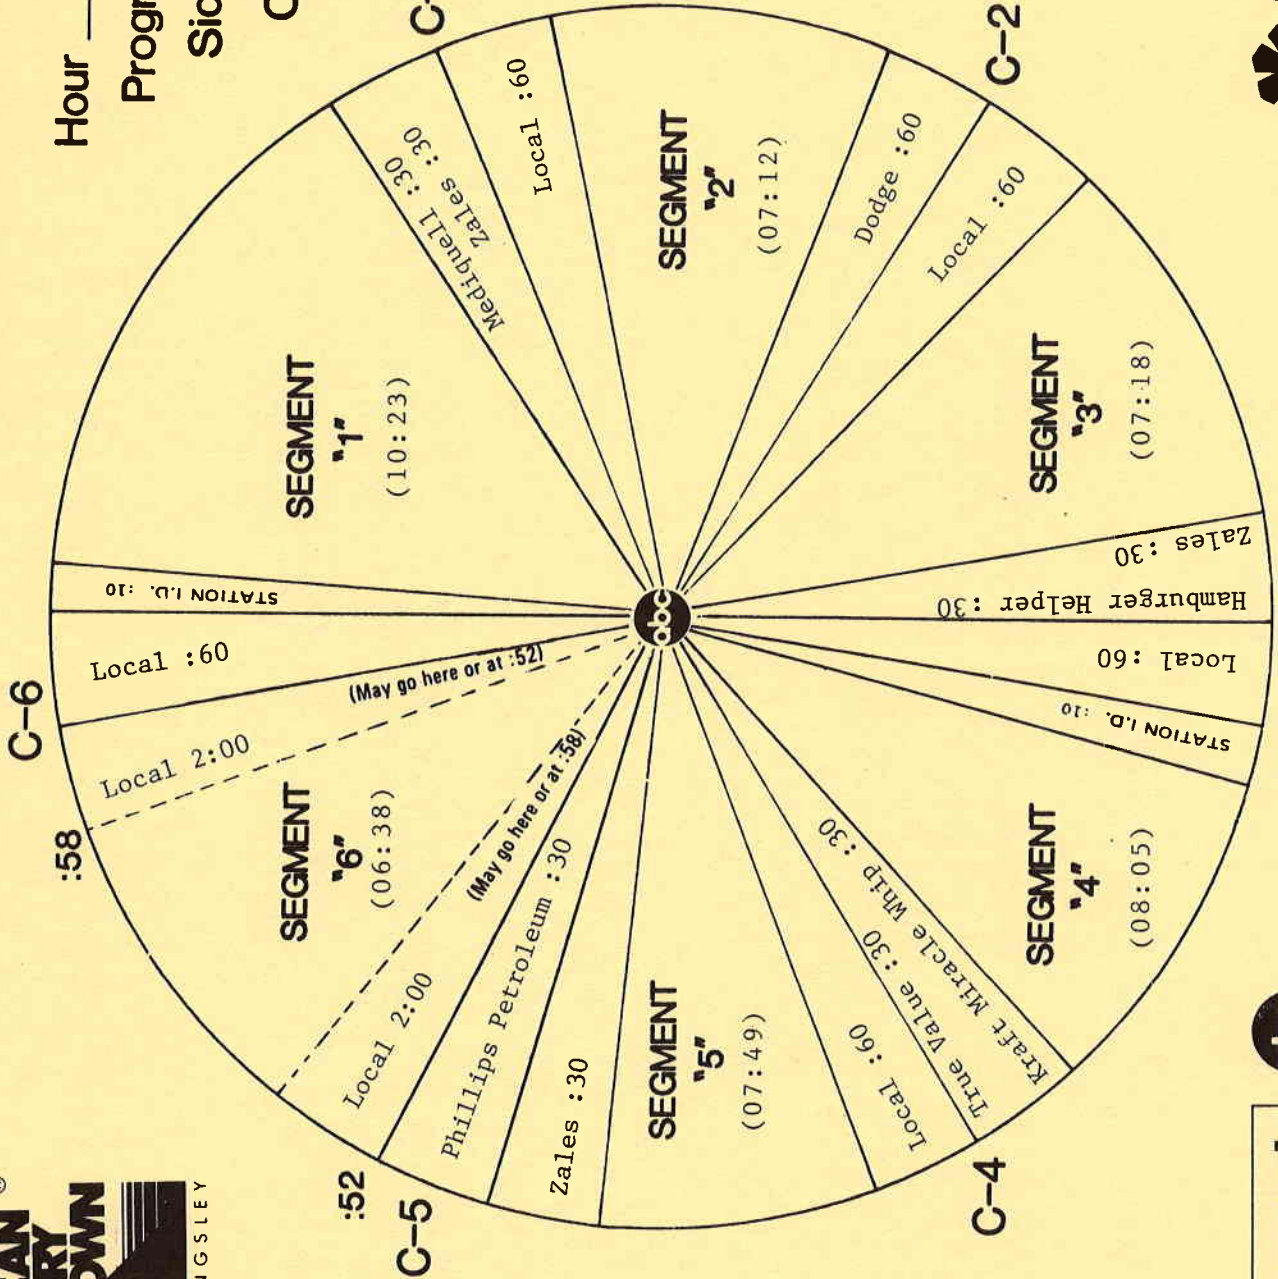 Hour
C-2
SEGMENT
"1"
(10:23)
Mediquell :30
Zales :30
Local :60
SEGMENT
"2"
(07:12)
Dodge :60
Local :60
SEGMENT
"3"
(07:18)
Zales :30
Hamburger Helper :30
Local :60
STATION I.D. :10
SEGMENT
"4"
(08:05)
Kraft Miracle Whip :30
True Value :30
C-4
Local :60
SEGMENT
"5"
(07:49)
Zales :30
Phillips Petroleum :30
C-5
:52
Local 2:00
(May go here or at :58)
SEGMENT
"6"
(06:38)
:58
Local 2:00
(May go here or at :52)
C-6
Local :60
STATION I.D. :10
abc